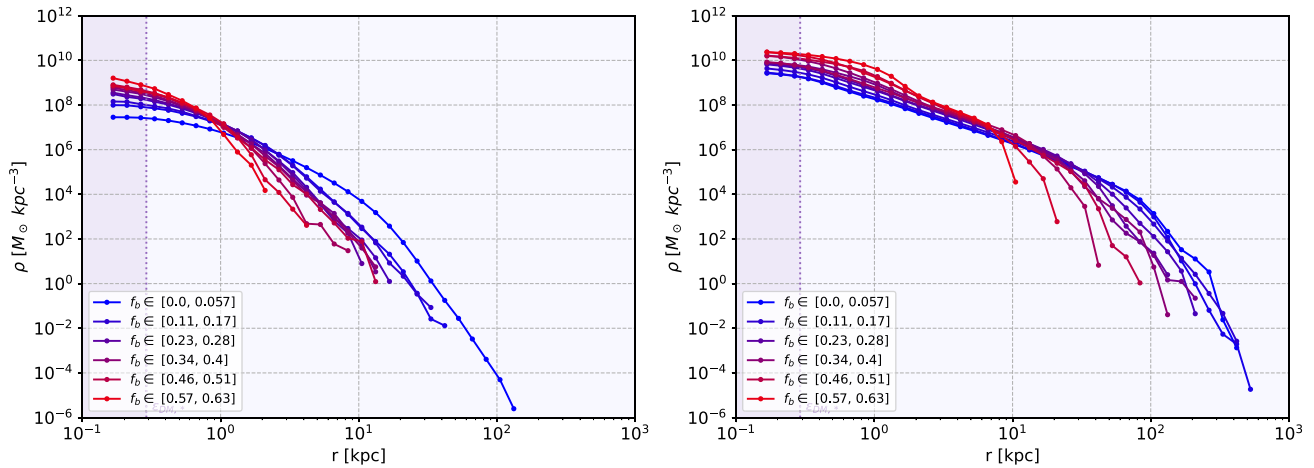 10^12
10^10
10^8
10^6
10^4
10^2
10^0
10^−2
10^−4
10^−6
ρ [M_⊙ kpc^−3]
f_b ∈ [0.0, 0.057]
f_b ∈ [0.11, 0.17]
f_b ∈ [0.23, 0.28]
f_b ∈ [0.34, 0.4]
f_b ∈ [0.46, 0.51]
f_b ∈ [0.57, 0.63]
10^−1
10^0
10^1
10^2
10^3
r [kpc]
10^12
10^10
10^8
10^6
10^4
10^2
10^0
10^−2
10^−4
10^−6
ρ [M_⊙ kpc^−3]
f_b ∈ [0.0, 0.057]
f_b ∈ [0.11, 0.17]
f_b ∈ [0.23, 0.28]
f_b ∈ [0.34, 0.4]
f_b ∈ [0.46, 0.51]
f_b ∈ [0.57, 0.63]
10^−1
10^0
10^1
10^2
10^3
r [kpc]